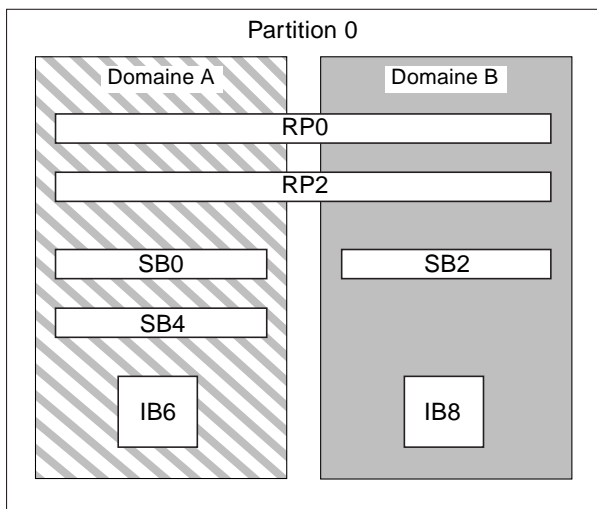 Partition 0
Domaine A
Domaine B
RP0
RP2
SB0
SB2
SB4
IB6
IB8